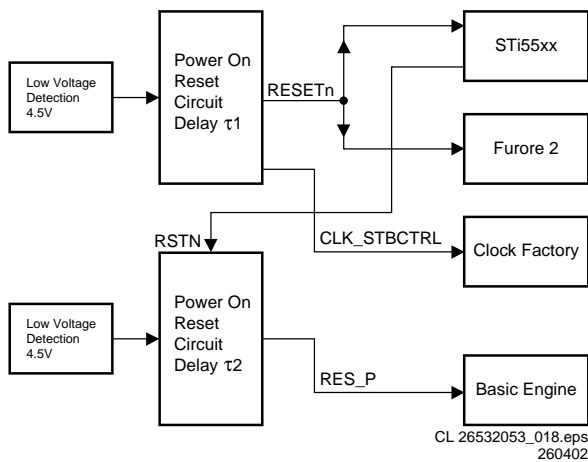 Low Voltage
Detection
4.5V
Power On
Reset
Circuit
Delay τ1
RESETn
STi55xx
Furore 2
CLK_STBCTRL
Clock Factory
RSTN
Low Voltage
Detection
4.5V
Power On
Reset
Circuit
Delay τ2
RES_P
Basic Engine
CL 26532053_018.eps
260402